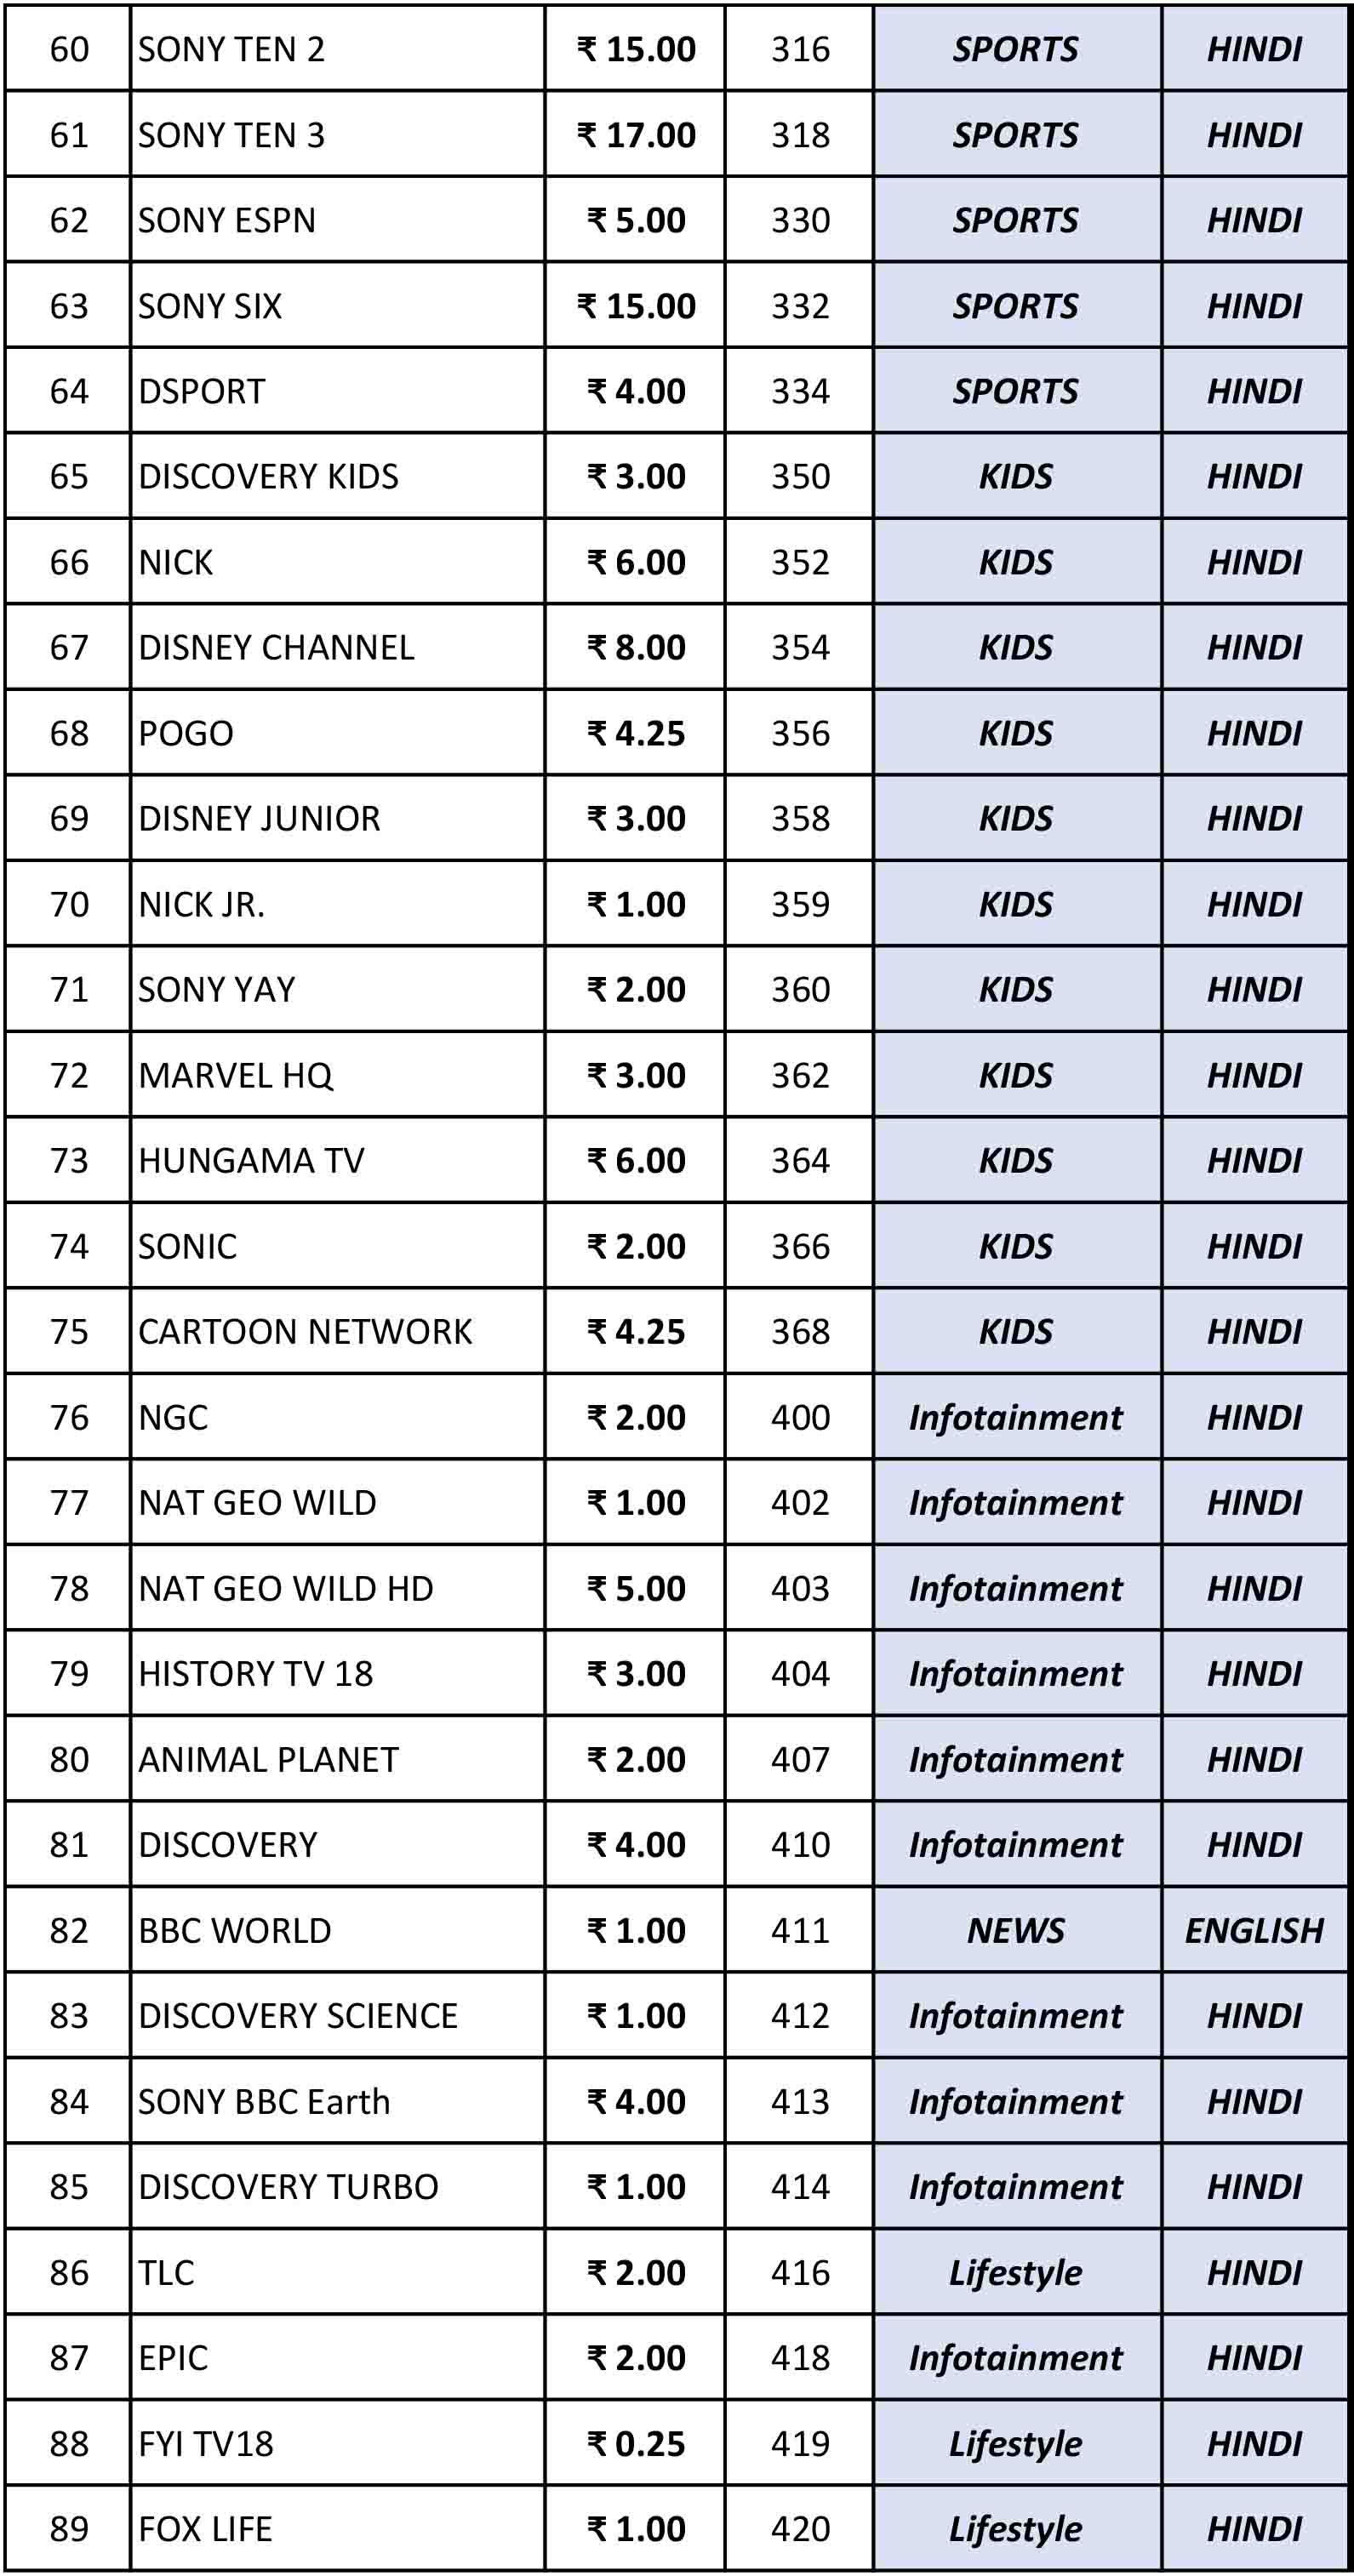 60 SONY TEN 2 ₹ 15.00 316 SPORTS HINDI
61 SONY TEN 3 ₹ 17.00 318 SPORTS HINDI
62 SONY ESPN ₹ 5.00 330 SPORTS HINDI
63 SONY SIX ₹ 15.00 332 SPORTS HINDI
64 DSPORT ₹ 4.00 334 SPORTS HINDI
65 DISCOVERY KIDS ₹ 3.00 350 KIDS HINDI
66 NICK ₹ 6.00 352 KIDS HINDI
67 DISNEY CHANNEL ₹ 8.00 354 KIDS HINDI
68 POGO ₹ 4.25 356 KIDS HINDI
69 DISNEY JUNIOR ₹ 3.00 358 KIDS HINDI
70 NICK JR. ₹ 1.00 359 KIDS HINDI
71 SONY YAY ₹ 2.00 360 KIDS HINDI
72 MARVEL HQ ₹ 3.00 362 KIDS HINDI
73 HUNGAMA TV ₹ 6.00 364 KIDS HINDI
74 SONIC ₹ 2.00 366 KIDS HINDI
75 CARTOON NETWORK ₹ 4.25 368 KIDS HINDI
76 NGC ₹ 2.00 400 Infotainment HINDI
77 NAT GEO WILD ₹ 1.00 402 Infotainment HINDI
78 NAT GEO WILD HD ₹ 5.00 403 Infotainment HINDI
79 HISTORY TV 18 ₹ 3.00 404 Infotainment HINDI
80 ANIMAL PLANET ₹ 2.00 407 Infotainment HINDI
81 DISCOVERY ₹ 4.00 410 Infotainment HINDI
82 BBC WORLD ₹ 1.00 411 NEWS ENGLISH
83 DISCOVERY SCIENCE ₹ 1.00 412 Infotainment HINDI
84 SONY BBC Earth ₹ 4.00 413 Infotainment HINDI
85 DISCOVERY TURBO ₹ 1.00 414 Infotainment HINDI
86 TLC ₹ 2.00 416 Lifestyle HINDI
87 EPIC ₹ 2.00 418 Infotainment HINDI
88 FYI TV18 ₹ 0.25 419 Lifestyle HINDI
89 FOX LIFE ₹ 1.00 420 Lifestyle HINDI